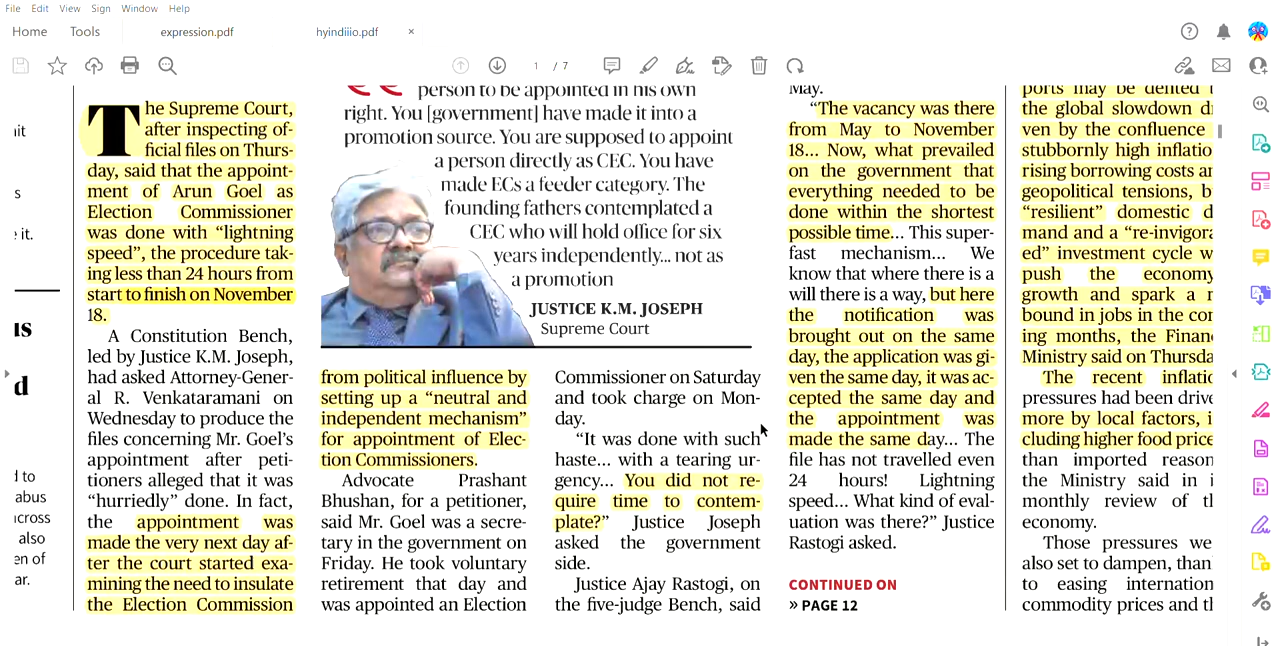 File Edit View Sign Window Help
Home Tools expression.pdf hyindiiio.pdf ×
1 / 7
it
s
it.
d
d to
abus
across
also
en of
ar.
The Supreme Court,
after inspecting of-
ficial files on Thurs-
day, said that the appoint-
ment of Arun Goel as
Election Commissioner
was done with “lightning
speed”, the procedure tak-
ing less than 24 hours from
start to finish on November
18.
A Constitution Bench,
led by Justice K.M. Joseph,
had asked Attorney-Gener-
al R. Venkataramani on
Wednesday to produce the
files concerning Mr. Goel’s
appointment after peti-
tioners alleged that it was
“hurriedly” done. In fact,
the appointment was
made the very next day af-
ter the court started exa-
mining the need to insulate
the Election Commission
person to be appointed in his own
right. You [government] have made it into a
promotion source. You are supposed to appoint
a person directly as CEC. You have
made ECs a feeder category. The
founding fathers contemplated a
CEC who will hold office for six
years independently... not as
a promotion
JUSTICE K.M. JOSEPH
Supreme Court
from political influence by
setting up a “neutral and
independent mechanism”
for appointment of Elec-
tion Commissioners.
Advocate Prashant
Bhushan, for a petitioner,
said Mr. Goel was a secre-
tary in the government on
Friday. He took voluntary
retirement that day and
was appointed an Election
Commissioner on Saturday
and took charge on Mon-
day.
“It was done with such
haste... with a tearing ur-
gency... You did not re-
quire time to contem-
plate?” Justice Joseph
asked the government
side.
Justice Ajay Rastogi, on
the five-judge Bench, said
May.
“The vacancy was there
from May to November
18... Now, what prevailed
on the government that
everything needed to be
done within the shortest
possible time... This super-
fast mechanism... We
know that where there is a
will there is a way, but here
the notification was
brought out on the same
day, the application was gi-
ven the same day, it was ac-
cepted the same day and
the appointment was
made the same day... The
file has not travelled even
24 hours! Lightning
speed... What kind of eval-
uation was there?” Justice
Rastogi asked.
CONTINUED ON
» PAGE 12
ports may be
the global slowdown
ven by the confluence
stubbornly high inflatio
rising borrowing costs
geopolitical tensions,
“resilient” domestic d
mand and a “re-invigora
ed” investment cycle w
push the economy
growth and spark a
bound in jobs in the co
ing months, the Finan
Ministry said on Thursda
The recent inflatio
pressures had been drive
more by local factors, i
cluding higher food price
than imported reason
the Ministry said in i
monthly review of
economy.
Those pressures we
also set to dampen, than
to easing internation
commodity prices and